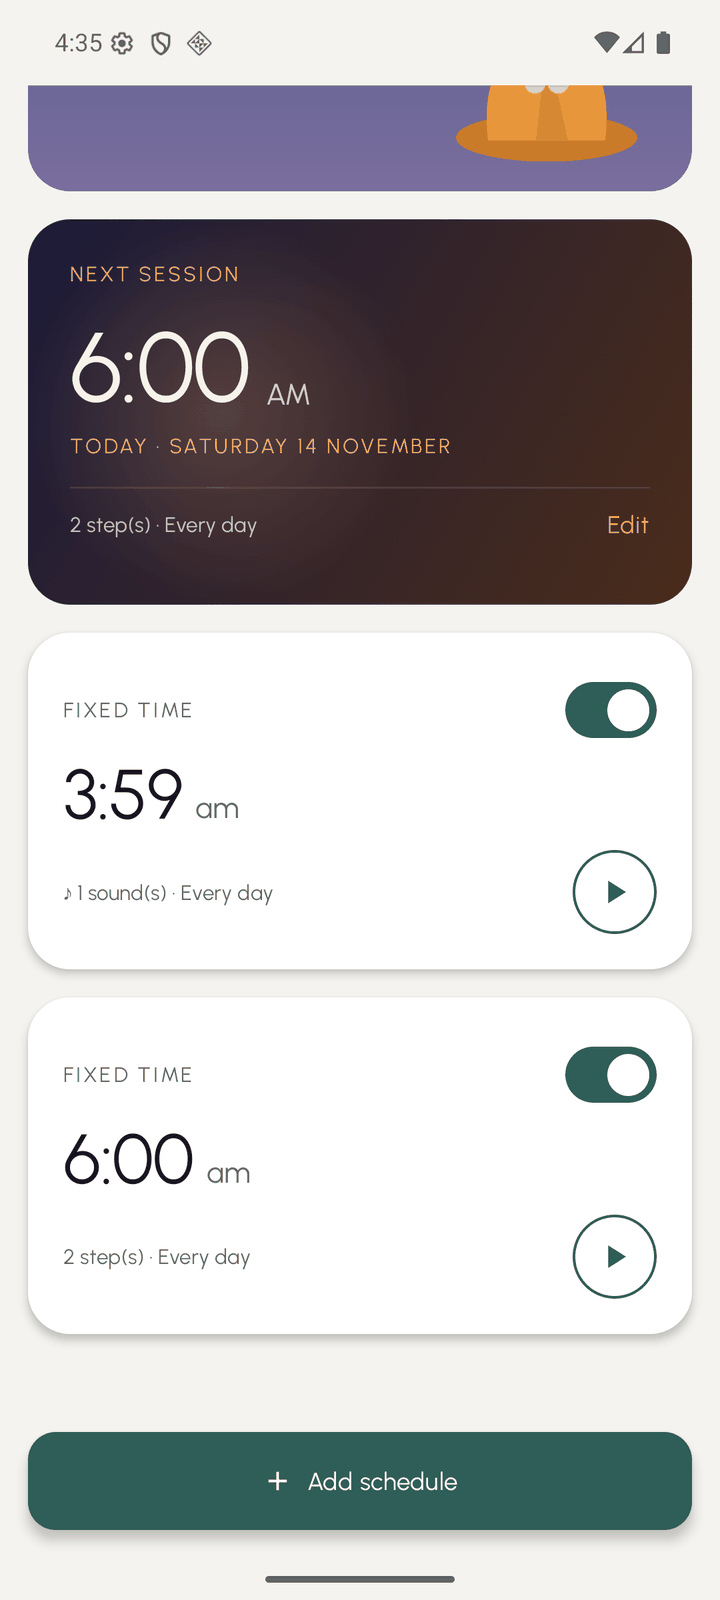 4:35
NEXT SESSION
6:00 AM
TODAY · SATURDAY 14 NOVEMBER
2 step(s) · Every day
Edit
FIXED TIME
3:59 am
♪ 1 sound(s) · Every day
FIXED TIME
6:00 am
2 step(s) · Every day
+ Add schedule